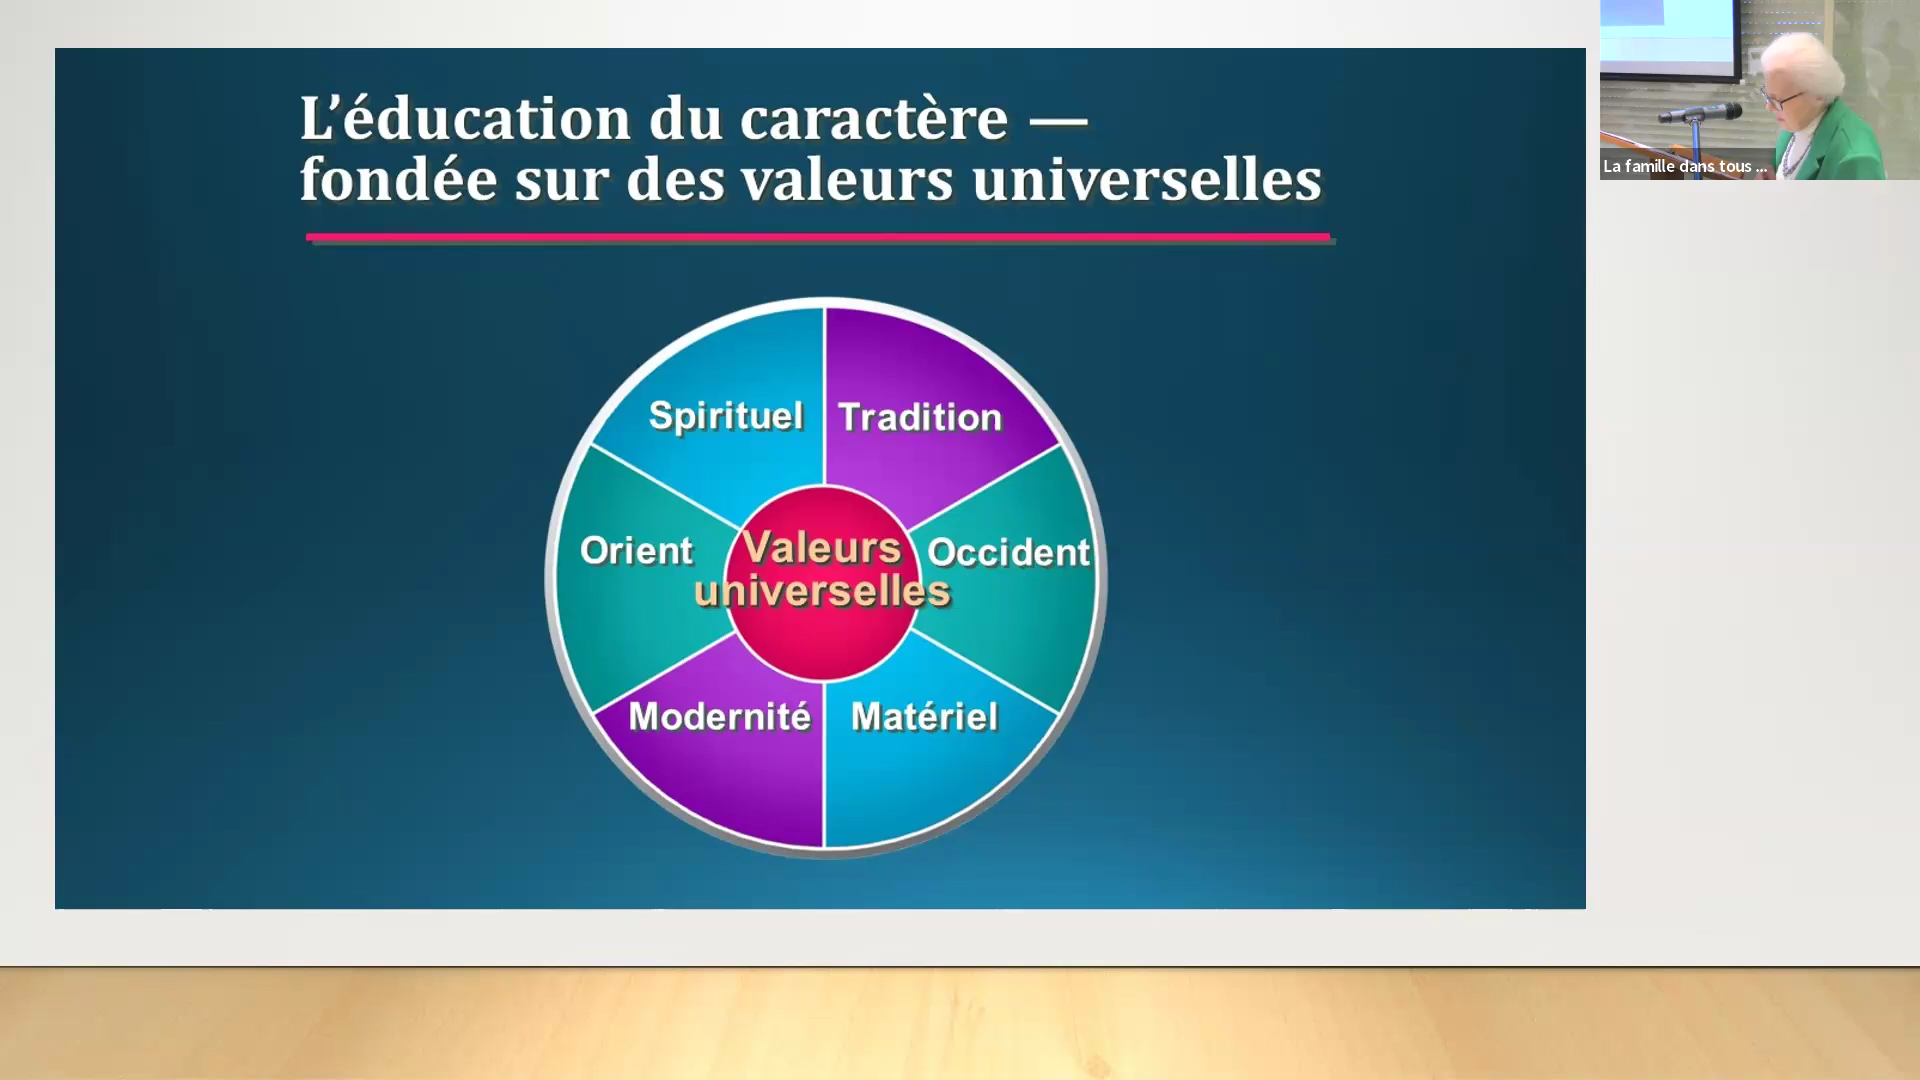 L’éducation du caractère —
fondée sur des valeurs universelles
Spirituel
Tradition
Orient
Valeurs
universelles
Occident
Modernité
Matériel
La famille dans tous ...